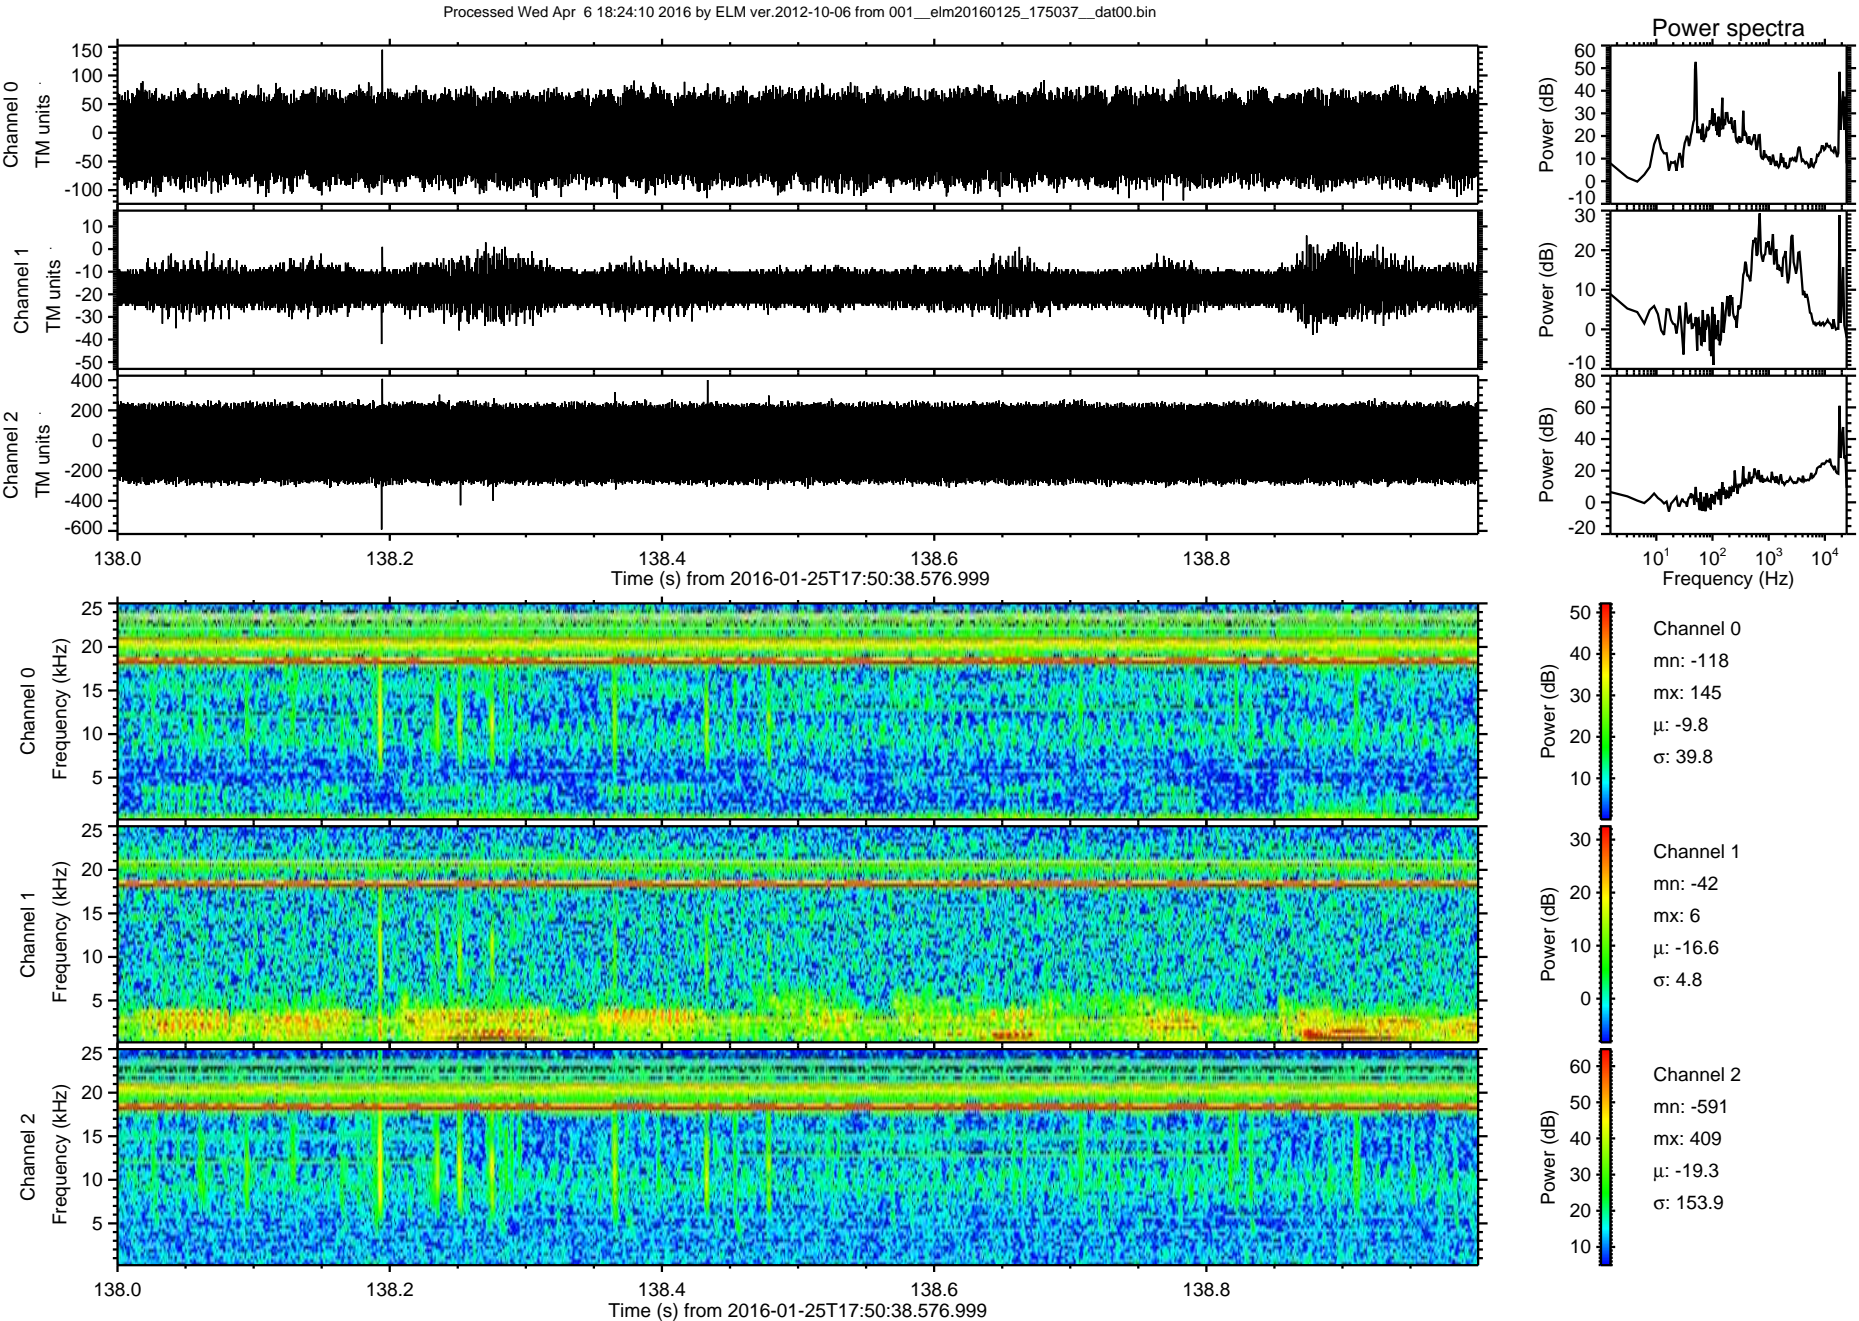 Processed Wed Apr 6 18:24:10 2016 by ELM ver.2012-10-06 from 001__elm20160125_175037__dat00.bin
Power spectra
Channel 0
TM units
150
100
50
0
-50
-100
Power (dB)
60
50
40
30
20
10
0
-10
Channel 1
TM units
10
0
-10
-20
-30
-40
-50
Power (dB)
30
20
10
0
-10
Channel 2
TM units
400
200
0
-200
-400
-600
Power (dB)
80
60
40
20
0
-20
138.0 138.2 138.4 138.6 138.8
Time (s) from 2016-01-25T17:50:38.576.999
10¹ 10² 10³ 10⁴
Frequency (Hz)
Channel 0
Frequency (kHz)
25
20
15
10
5
Power (dB)
50
40
30
20
10
Channel 0
mn: -118
mx: 145
μ: -9.8
σ: 39.8
Channel 1
Frequency (kHz)
25
20
15
10
5
Power (dB)
30
20
10
0
Channel 1
mn: -42
mx: 6
μ: -16.6
σ: 4.8
Channel 2
Frequency (kHz)
25
20
15
10
5
Power (dB)
60
50
40
30
20
10
Channel 2
mn: -591
mx: 409
μ: -19.3
σ: 153.9
138.0 138.2 138.4 138.6 138.8
Time (s) from 2016-01-25T17:50:38.576.999